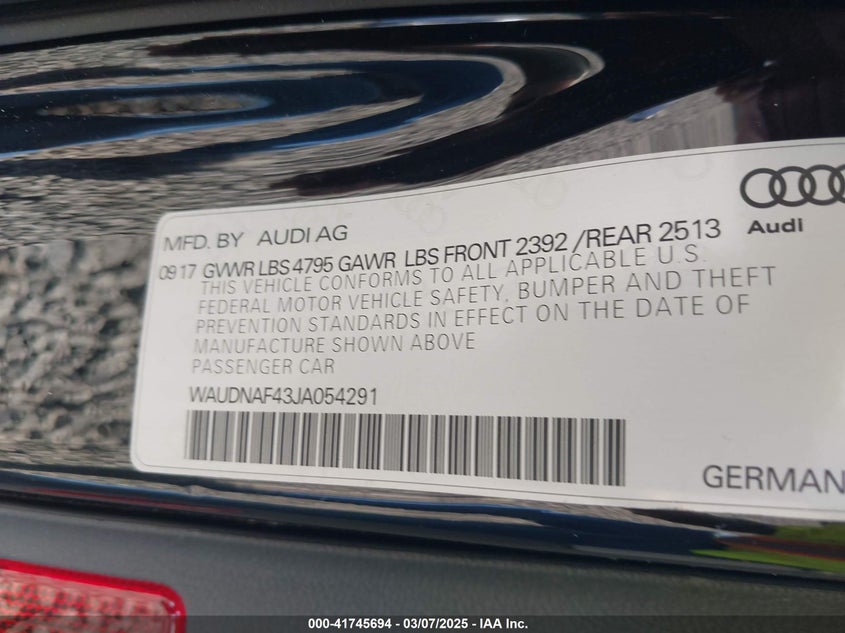 Audi
MFD. BY AUDI AG
0917 GVWR LBS 4795 GAWR LBS FRONT 2392 /REAR 2513
THIS VEHICLE CONFORMS TO ALL APPLICABLE U.S.
FEDERAL MOTOR VEHICLE SAFETY, BUMPER AND THEFT
PREVENTION STANDARDS IN EFFECT ON THE DATE OF
MANUFACTURE SHOWN ABOVE
PASSENGER CAR
WAUDNAF43JA054291
GERMAN
000-41745694 — 03/07/2025 — IAA Inc.